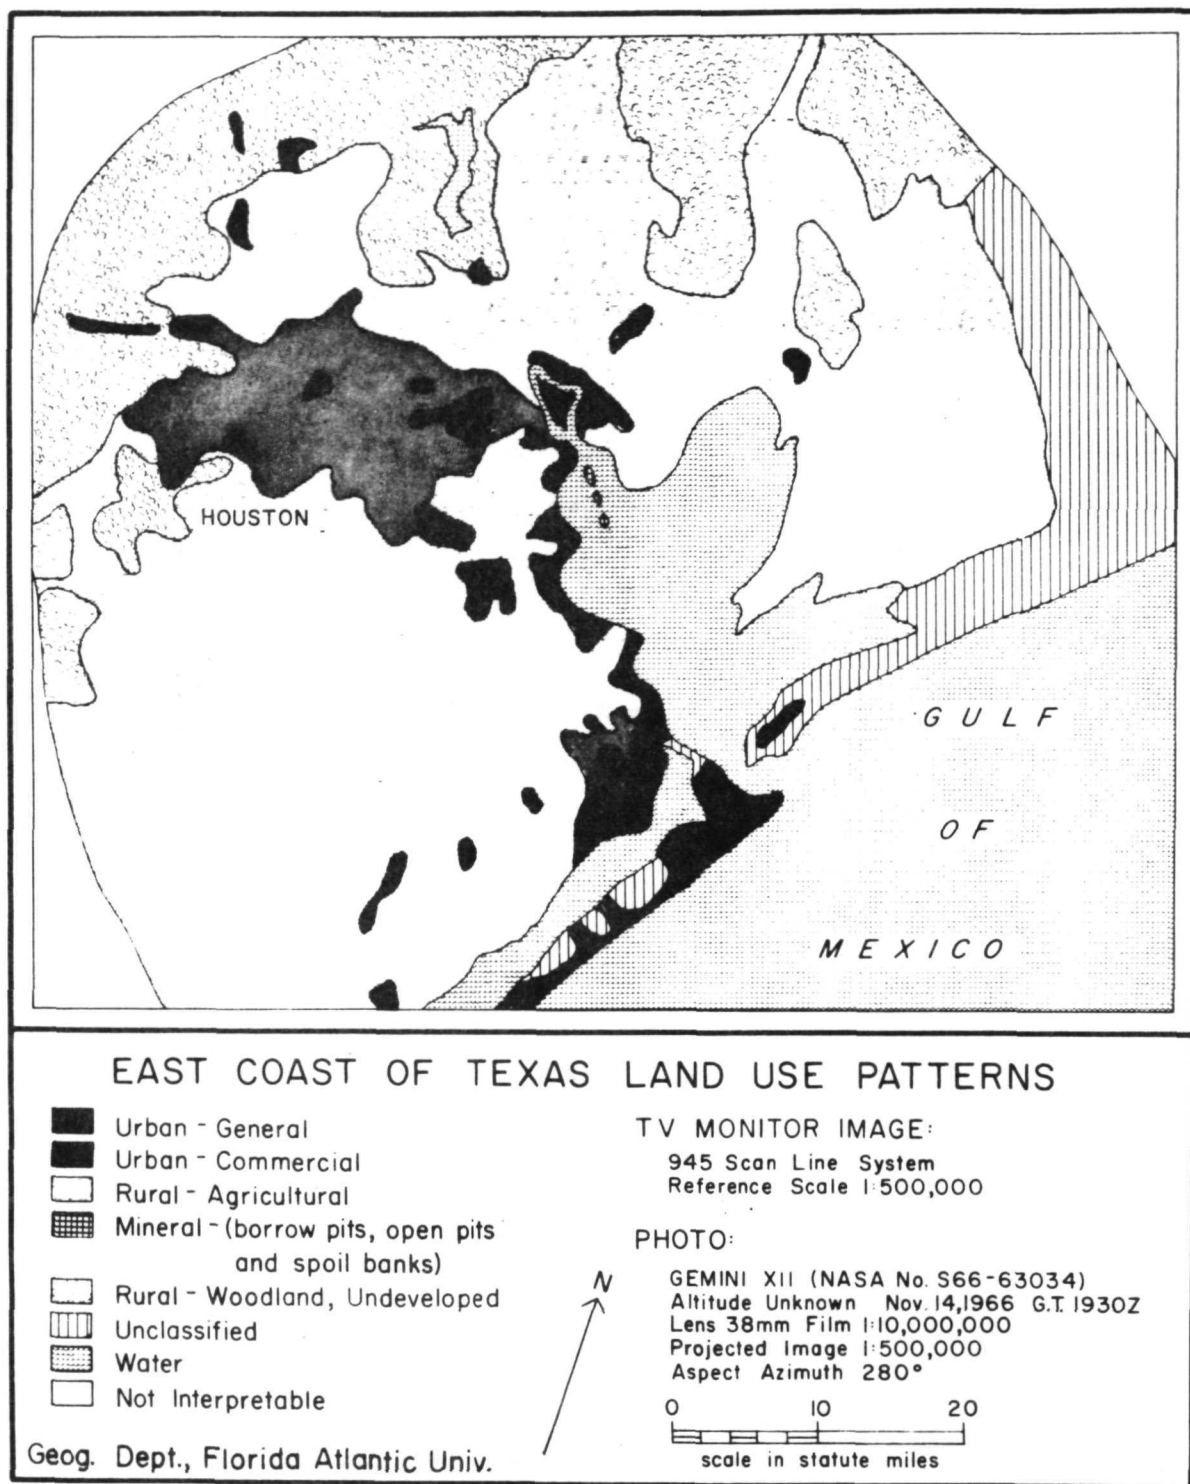 HOUSTON
GULF
OF
MEXICO
EAST COAST OF TEXAS LAND USE PATTERNS
Urban - General
Urban - Commercial
Rural - Agricultural
Mineral - (borrow pits, open pits
and spoil banks)
Rural - Woodland, Undeveloped
Unclassified
Water
Not Interpretable
Geog. Dept., Florida Atlantic Univ.
N
TV MONITOR IMAGE:
945 Scan Line System
Reference Scale 1:500,000
PHOTO:
GEMINI XII (NASA No. S66-63034)
Altitude Unknown Nov. 14, 1966 G.T. 1930Z
Lens 38mm Film 1:10,000,000
Projected Image 1:500,000
Aspect Azimuth 280°
0 10 20
scale in statute miles